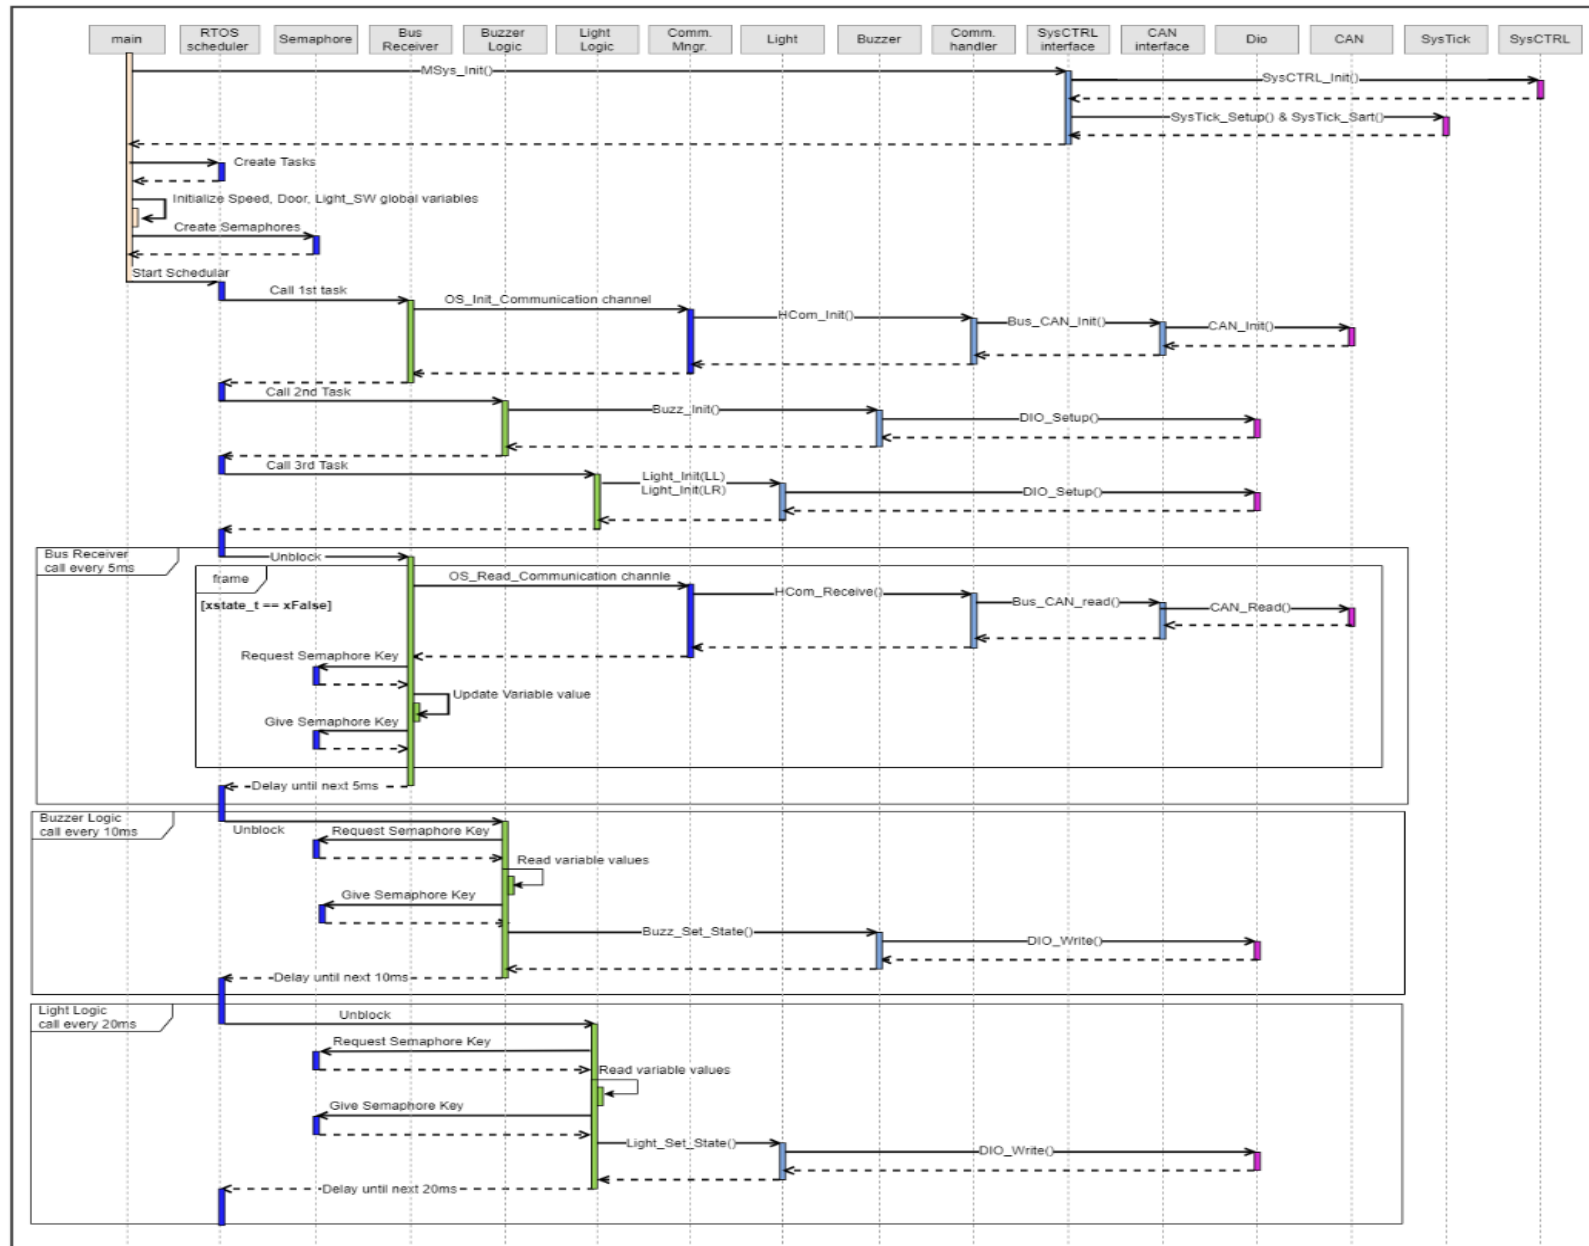 main
RTOS
scheduler
Semaphore
Bus
Receiver
Buzzer
Logic
Light
Logic
Comm.
Mngr.
Light
Buzzer
Comm.
handler
SysCTRL
interface
CAN
interface
Dio
CAN
SysTick
SysCTRL
MSys_Init()
SysCTRL_Init()
SysTick_Setup() & SysTick_Sart()
Create Tasks
Initialize Speed, Door, Light_SW global variables
Create Semaphores
Start Schedular
Call 1st task
OS_Init_Communication channel
HCom_Init()
Bus_CAN_Init()
CAN_Init()
Call 2nd Task
Buzz_Init()
DIO_Setup()
Call 3rd Task
Light_Init(LL)
Light_Init(LR)
DIO_Setup()
Bus Receiver
call every 5ms
Unblock
frame
[xstate_t == xFalse]
OS_Read_Communication channle
HCom_Receive()
Bus_CAN_read()
CAN_Read()
Request Semaphore Key
Update Variable value
Give Semaphore Key
Delay until next 5ms
Buzzer Logic
call every 10ms
Unblock
Request Semaphore Key
Read variable values
Give Semaphore Key
Buzz_Set_State()
DIO_Write()
Delay until next 10ms
Light Logic
call every 20ms
Unblock
Request Semaphore Key
Read variable values
Give Semaphore Key
Light_Set_State()
DIO_Write()
Delay until next 20ms